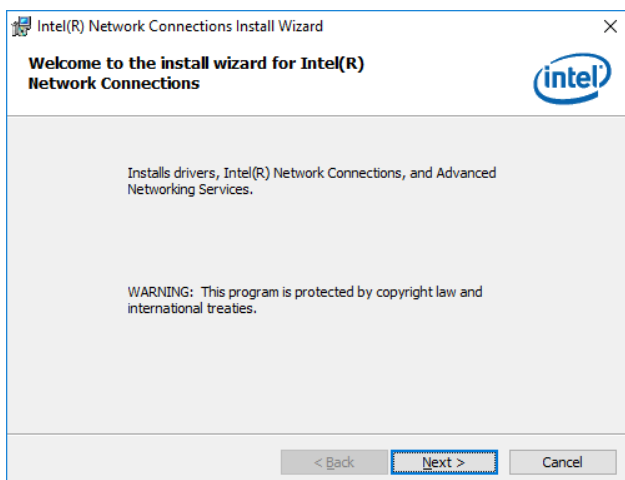 Intel(R) Network Connections Install Wizard
Welcome to the install wizard for Intel(R)
Network Connections
intel
Installs drivers, Intel(R) Network Connections, and Advanced
Networking Services.
WARNING: This program is protected by copyright law and
international treaties.
< Back
Next >
Cancel